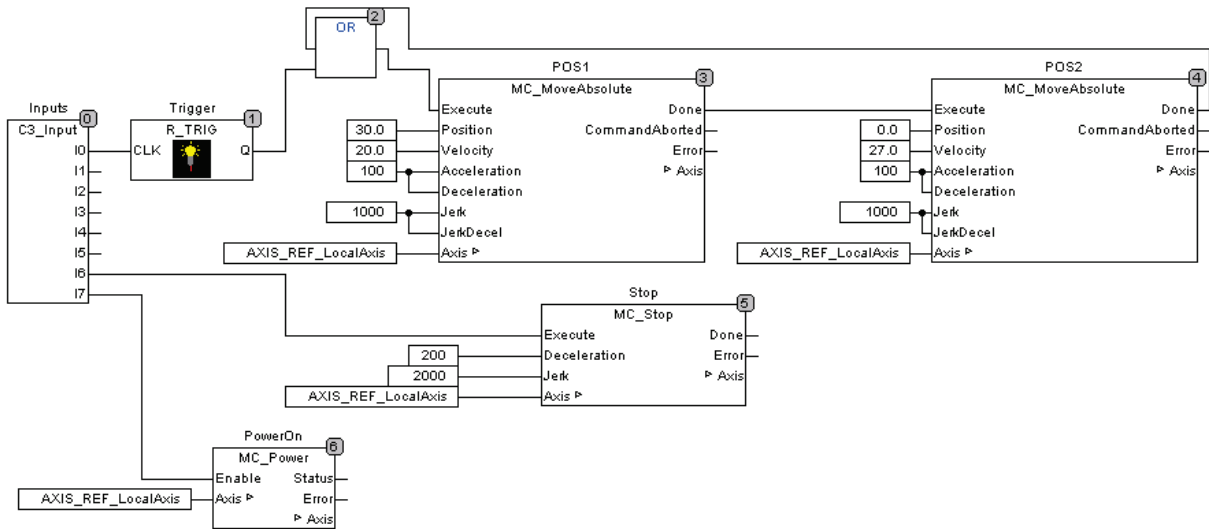 2
OR
POS1
3
MC_MoveAbsolute
Execute Done
30.0 Position CommandAborted
20.0 Velocity Error
100 Acceleration Axis
Deceleration
1000 Jerk
JerkDecel
AXIS_REF_LocalAxis Axis
POS2
4
MC_MoveAbsolute
Execute Done
0.0 Position CommandAborted
27.0 Velocity Error
100 Acceleration Axis
Deceleration
1000 Jerk
JerkDecel
AXIS_REF_LocalAxis Axis
Inputs
0
C3_Input
I0
I1
I2
I3
I4
I5
I6
I7
Trigger
1
R_TRIG
CLK Q
Stop
5
MC_Stop
Execute Done
200 Deceleration Error
2000 Jerk Axis
AXIS_REF_LocalAxis Axis
PowerOn
6
MC_Power
Enable Status
AXIS_REF_LocalAxis Axis Error
Axis